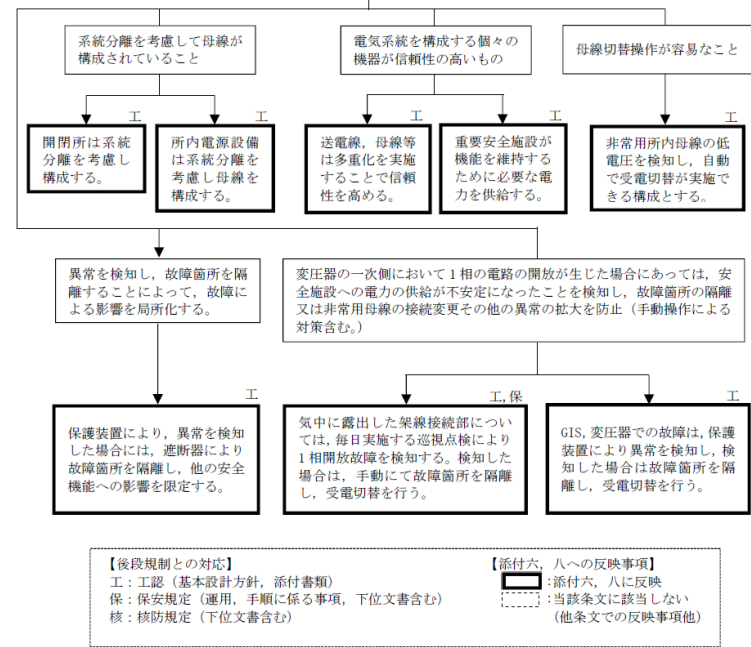 系統分離を考慮して母線が
構成されていること
電気系統を構成する個々の
機器が信頼性の高いもの
母線切替操作が容易なこと
工
開閉所は系統
分離を考慮し
構成する。
工
所内電源設備
は系統分離を
考慮し母線を
構成する。
工
送電線，母線等
は多重化を実施
することで信頼
性を高める。
工
重要安全施設が
機能を維持する
ために必要な電
力を供給する。
工
非常用所内母線の低
電圧を検知し，自動
で受電切替が実施で
きる構成とする。
異常を検知し，故障箇所を隔
離することによって，故障によ
る影響を局所化する。
変圧器の一次側において１相の電路の開放が生じた場合にあっては，安
全施設への電力の供給が不安定になったことを検知し，故障箇所の隔離
又は非常用母線の接続変更その他の異常の拡大を防止（手動操作による
対策含む。）
工
保護装置により，異常を検知
した場合には，遮断器により
故障箇所を隔離し，他の安全
機能への影響を限定する。
工,保
気中に露出した架線接続部につい
ては，毎日実施する巡視点検により
１相開放故障を検知する。検知した
場合は，手動にて故障箇所を隔離
し，受電切替を行う。
工
GIS，変圧器での故障は，保護
装置により異常を検知し，検
知した場合は故障箇所を隔
離し，受電切替を行う。
【後段規制との対応】
工：工認（基本設計方針，添付書類）
保：保安規定（運用，手順に係る事項，下位文書含む）
核：核防規定（下位文書含む）
【添付六，八への反映事項】
：添付六，八に反映
：当該条文に該当しない
（他条文での反映事項他）